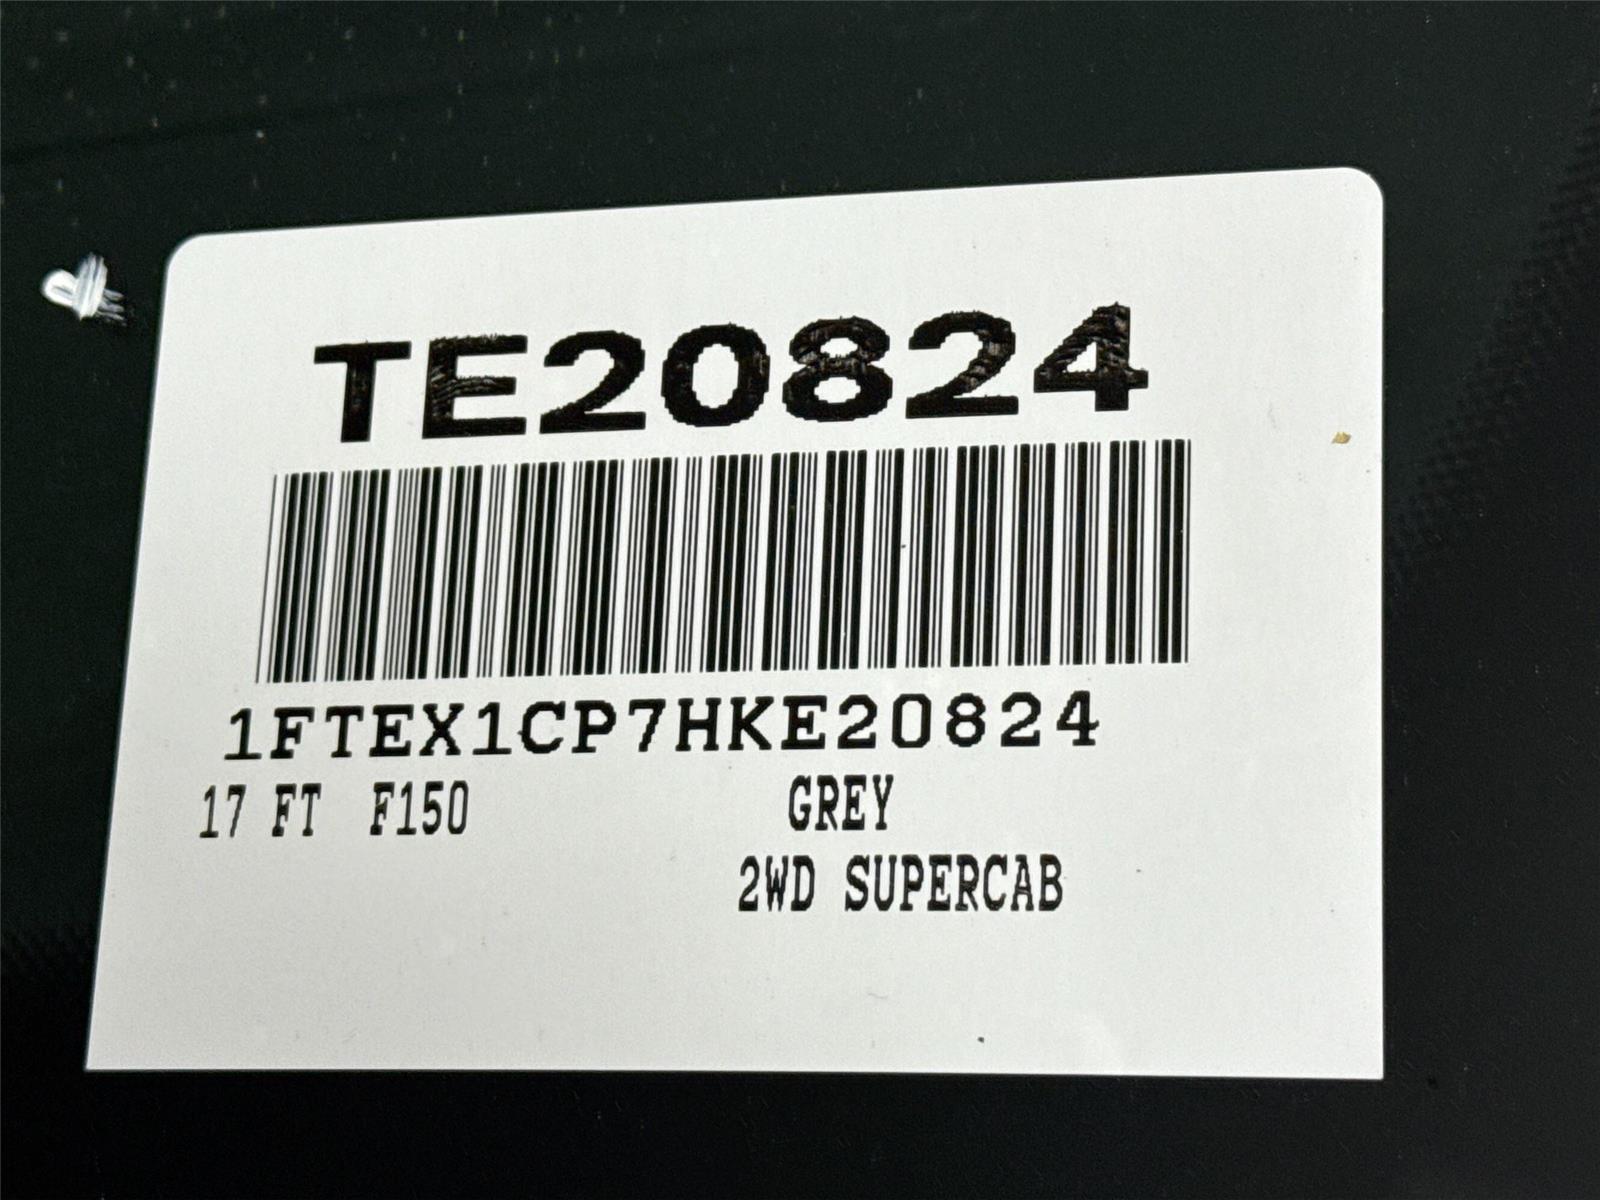 TE20824
1FTEX1CP7HKE20824
17 FT F150 GREY
2WD SUPERCAB